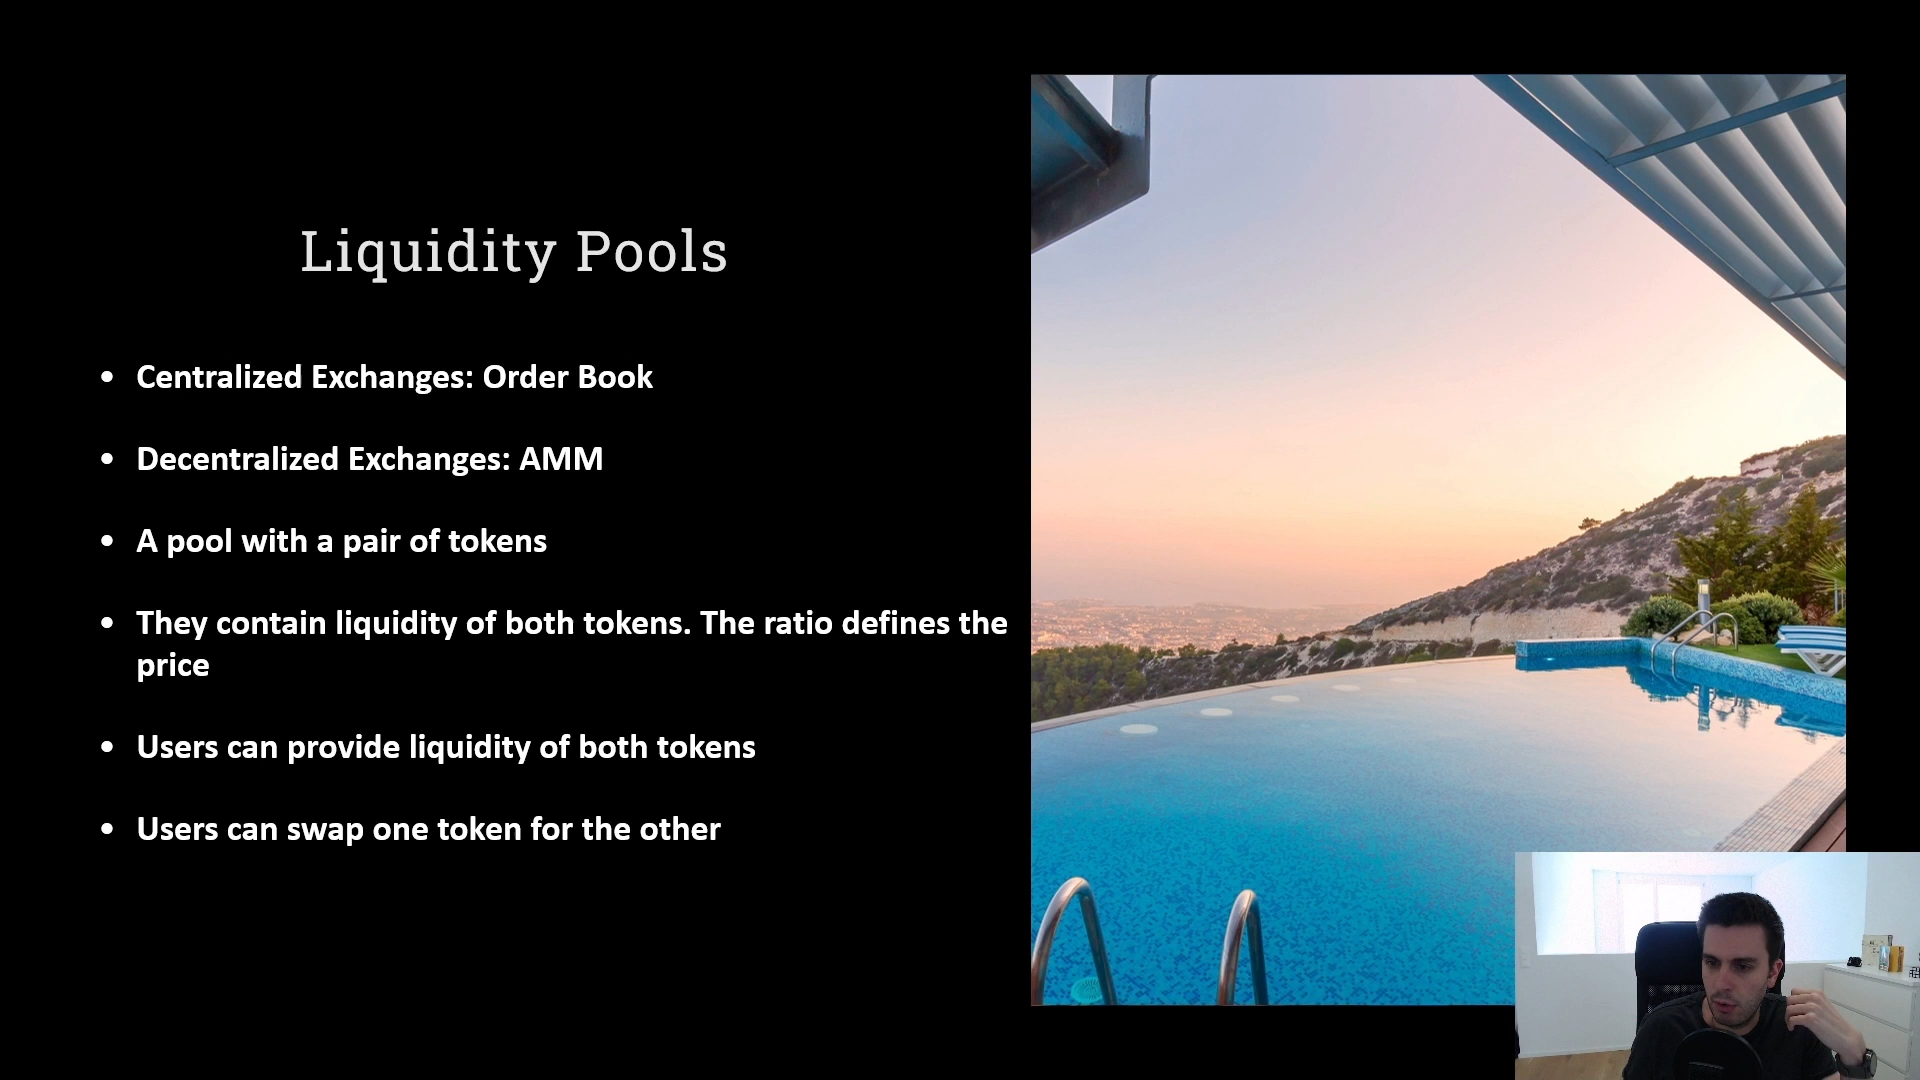 Liquidity Pools
• Centralized Exchanges: Order Book
• Decentralized Exchanges: AMM
• A pool with a pair of tokens
• They contain liquidity of both tokens. The ratio defines the
price
• Users can provide liquidity of both tokens
• Users can swap one token for the other